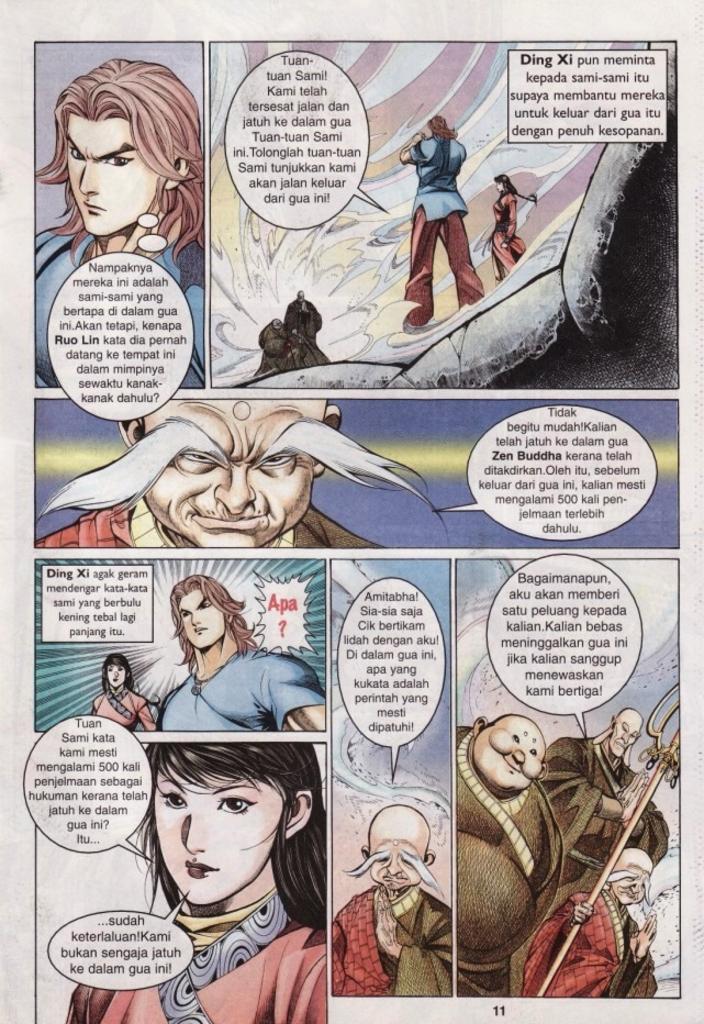 Nampaknya
mereka ini adalah
sami-sami yang
bertapa di dalam gua
ini.Akan tetapi, kenapa
Ruo Lin kata dia pernah
datang ke tempat ini
dalam mimpinya
sewaktu kanak-
kanak dahulu?
Tuan-
tuan Sami!
Kami telah
tersesat jalan dan
jatuh ke dalam gua
Tuan-tuan Sami
ini.Tolonglah tuan-tuan
Sami tunjukkan kami
akan jalan keluar
dari gua ini!
Ding Xi pun meminta
kepada sami-sami itu
supaya membantu mereka
untuk keluar dari gua itu
dengan penuh kesopanan.
Tidak
begitu mudah!Kalian
telah jatuh ke dalam gua
Zen Buddha kerana telah
ditakdirkan.Oleh itu, sebelum
keluar dari gua ini, kalian mesti
mengalami 500 kali pen-
jelmaan terlebih
dahulu.
Ding Xi agak geram
mendengar kata-kata
sami yang berbulu
kening tebal lagi
panjang itu.
Apa
?
Tuan
Sami kata
kami mesti
mengalami 500 kali
penjelmaan sebagai
hukuman kerana telah
jatuh ke dalam
gua ini?
Itu...
...sudah
keterlaluan!Kami
bukan sengaja jatuh
ke dalam gua ini!
Amitabha!
Sia-sia saja
Cik bertikam
lidah dengan aku!
Di dalam gua ini,
apa yang
kukata adalah
perintah yang
mesti
dipatuhi!
Bagaimanapun,
aku akan memberi
satu peluang kepada
kalian.Kalian bebas
meninggalkan gua ini
jika kalian sanggup
menewaskan
kami bertiga!
11